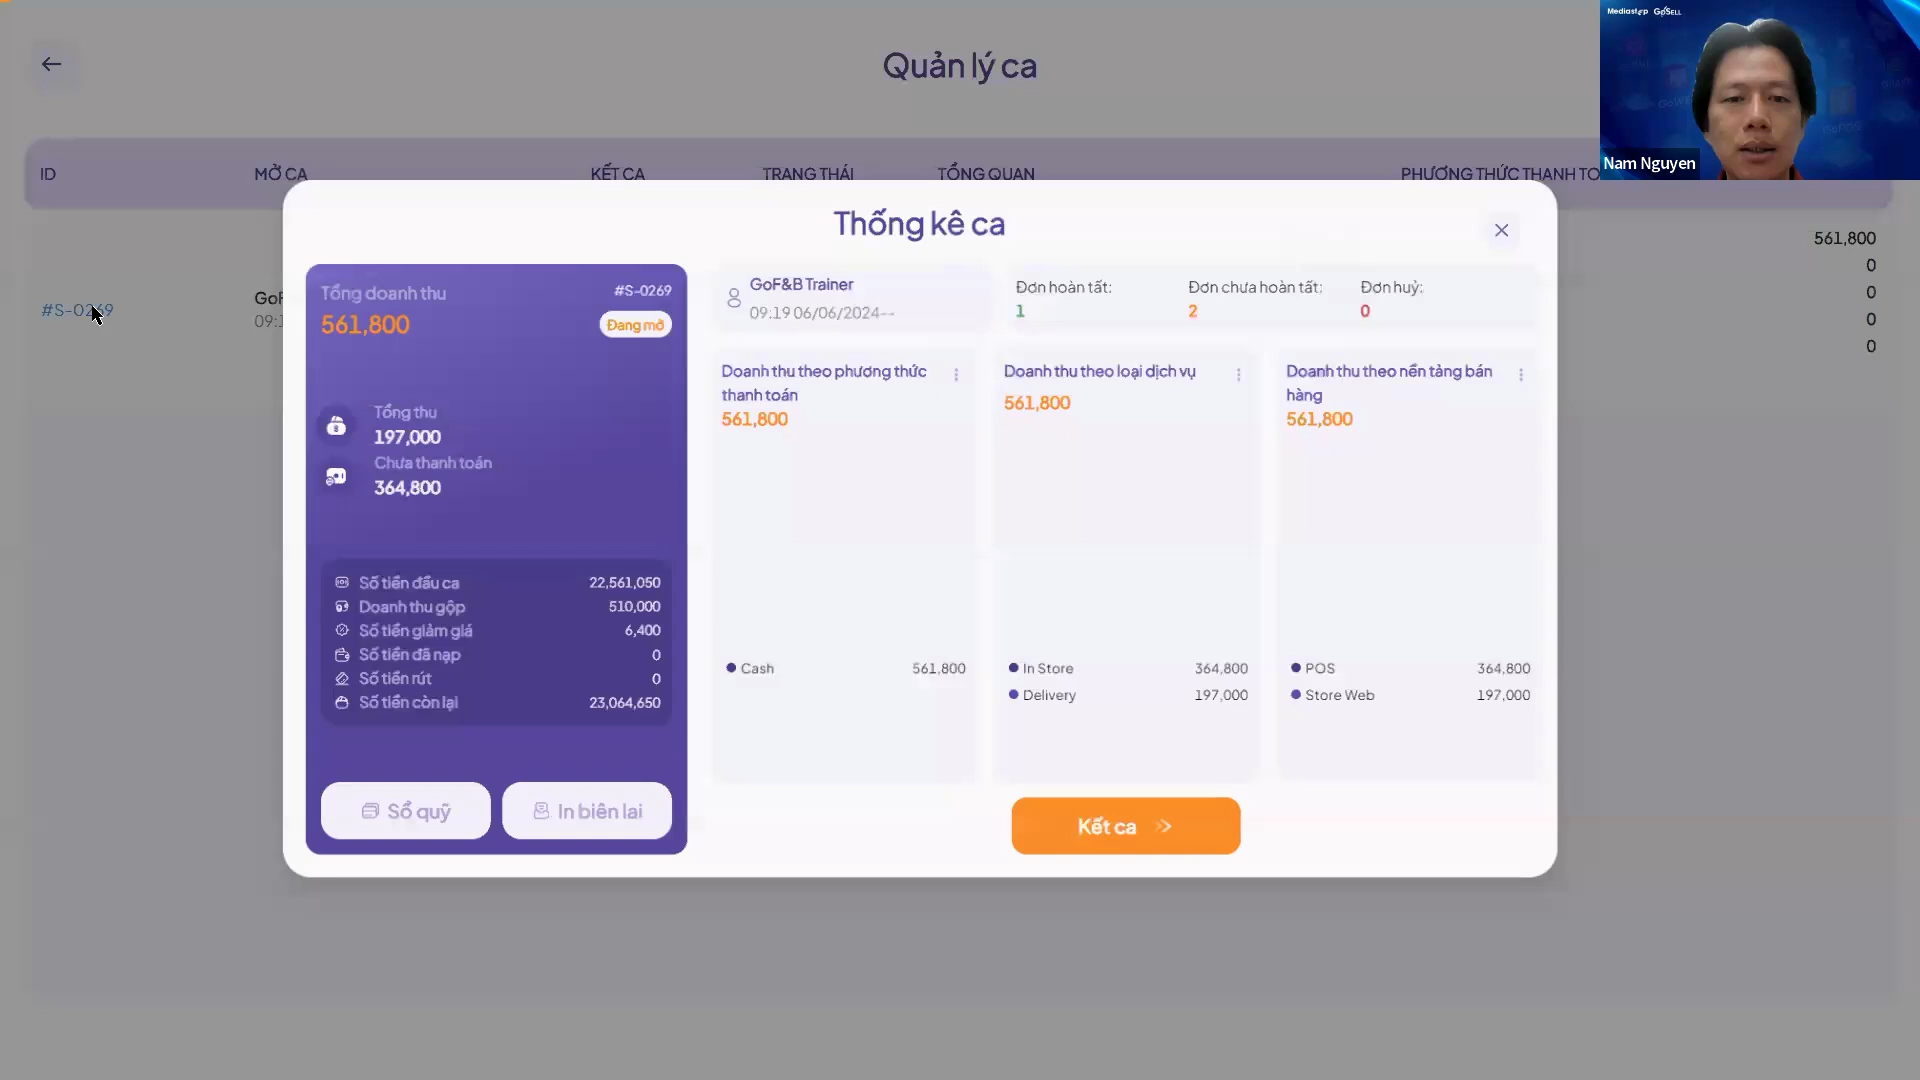 Mediastep GoSELL
Nam Nguyen
Quản lý ca
ID MỞ CA KẾT CA TRẠNG THÁI TỔNG QUAN PHƯƠNG THỨC THANH TO
561,800
0
#S-0269 GoF
09:1
0
0
0
Thống kê ca
Tổng doanh thu #S-0269
561,800 Đang mở
Tổng thu
197,000
Chưa thanh toán
364,800
Số tiền đầu ca 22,561,050
Doanh thu gộp 510,000
Số tiền giảm giá 6,400
Số tiền đã nạp 0
Số tiền rút 0
Số tiền còn lại 23,064,650
Sổ quỹ In biên lai
GoF&B Trainer
09:19 06/06/2024--
Đơn hoàn tất: Đơn chưa hoàn tất: Đơn huỷ:
1 2 0
Doanh thu theo phương thức
thanh toán
561,800
Cash 561,800
Doanh thu theo loại dịch vụ
561,800
In Store 364,800
Delivery 197,000
Doanh thu theo nền tảng bán
hàng
561,800
POS 364,800
Store Web 197,000
Kết ca